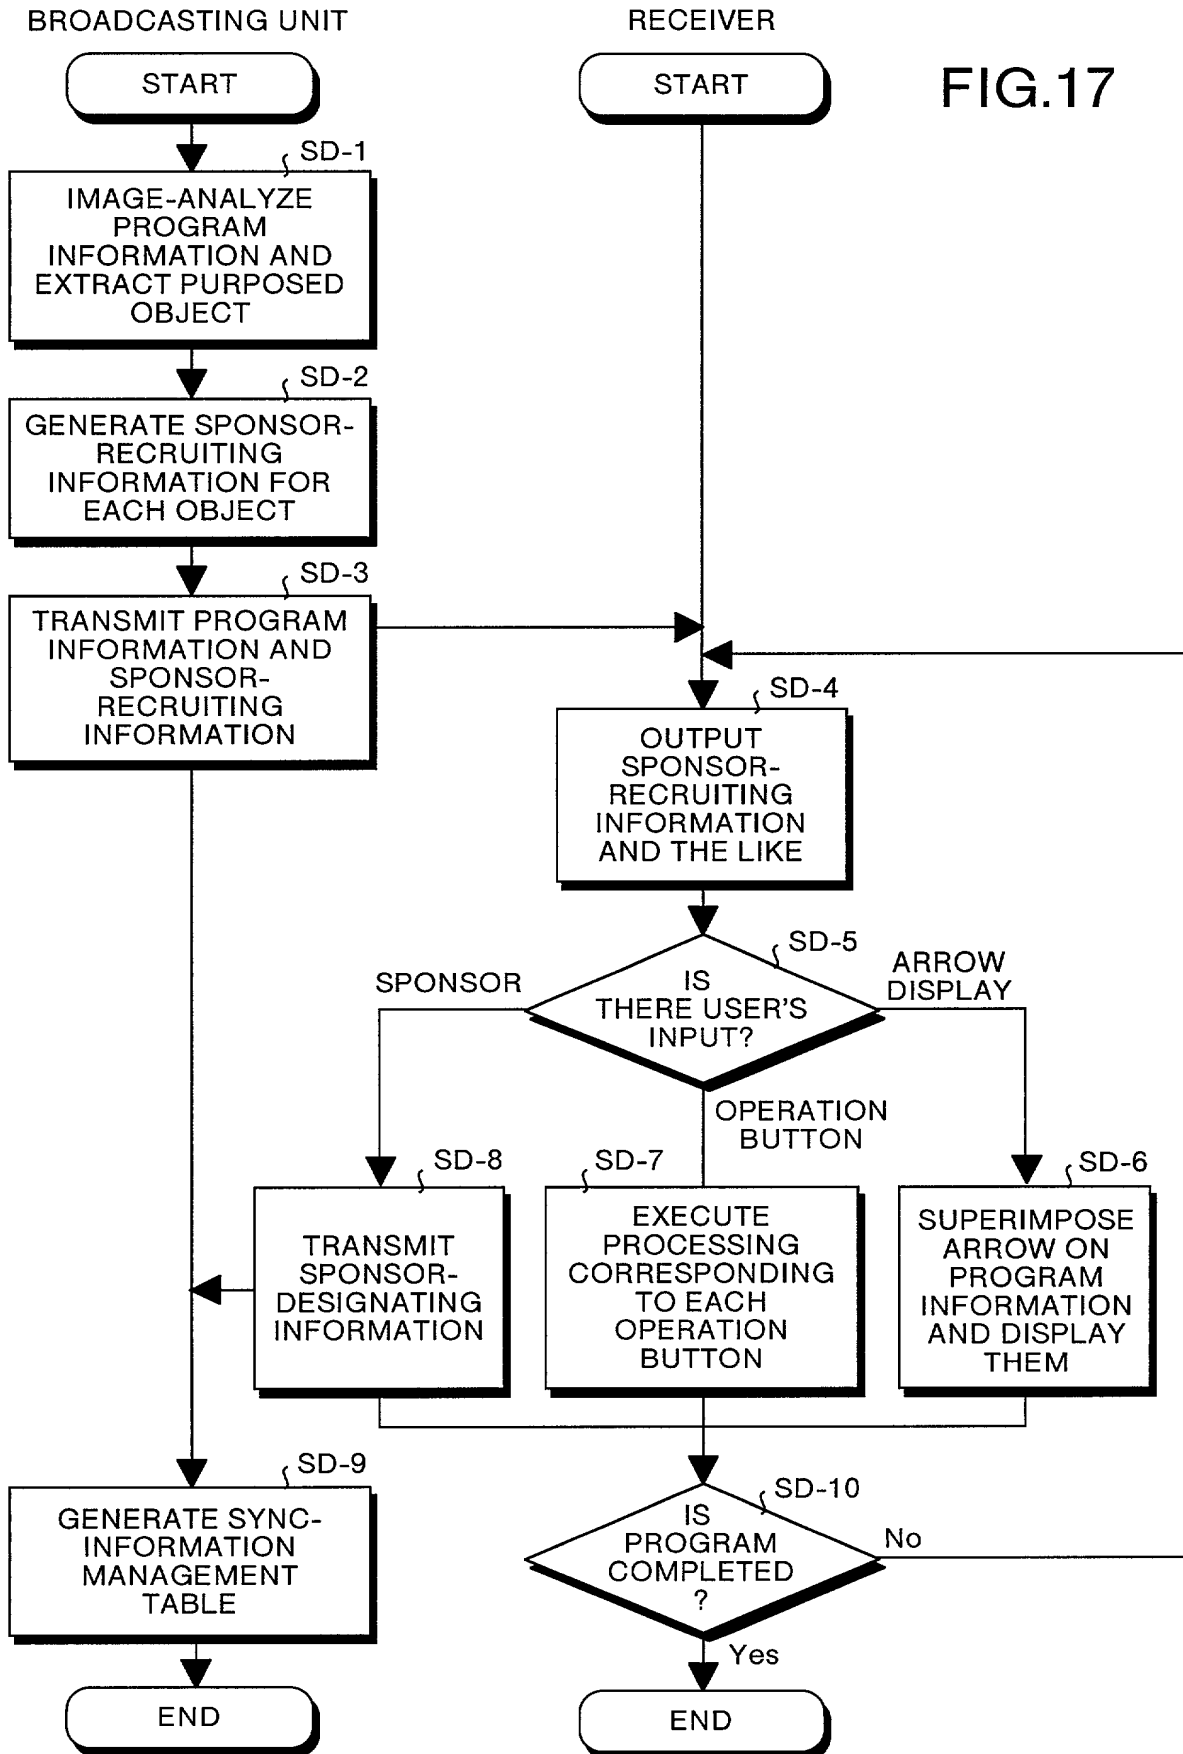 BROADCASTING UNIT
RECEIVER
FIG.17
START
START
SD-1
IMAGE-ANALYZE
PROGRAM
INFORMATION AND
EXTRACT PURPOSED
OBJECT
SD-2
GENERATE SPONSOR-
RECRUITING
INFORMATION FOR
EACH OBJECT
SD-3
TRANSMIT PROGRAM
INFORMATION AND
SPONSOR-
RECRUITING
INFORMATION
SD-4
OUTPUT
SPONSOR-
RECRUITING
INFORMATION
AND THE LIKE
SD-5
IS
THERE USER'S
INPUT?
SPONSOR
ARROW
DISPLAY
OPERATION
BUTTON
SD-8
TRANSMIT
SPONSOR-
DESIGNATING
INFORMATION
SD-7
EXECUTE
PROCESSING
CORRESPONDING
TO EACH
OPERATION
BUTTON
SD-6
SUPERIMPOSE
ARROW ON
PROGRAM
INFORMATION
AND DISPLAY
THEM
SD-9
GENERATE SYNC-
INFORMATION
MANAGEMENT
TABLE
SD-10
IS
PROGRAM
COMPLETED
?
No
Yes
END
END